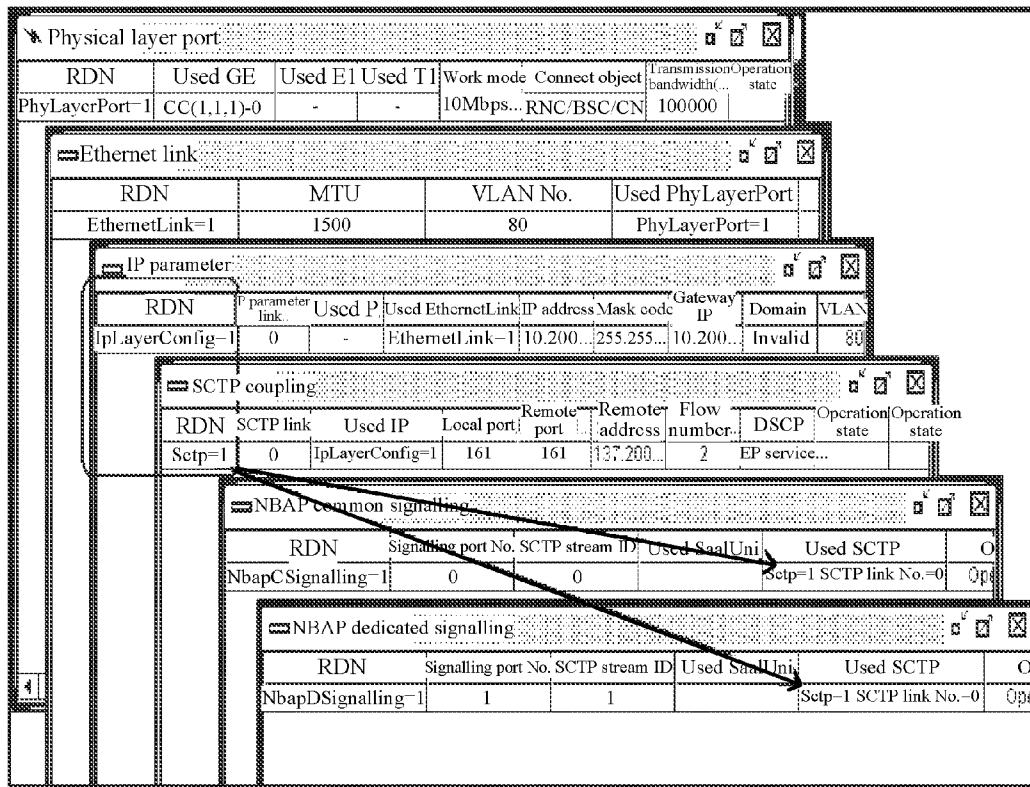 Physical layer port
RDN Used GE Used E1 Used T1 Work mode Connect object Transmission bandwidth(... Operation state
PhyLayerPort=1 CC(1,1,1)-0 - - 10Mbps... RNC/BSC/CN 100000
Ethernet link
RDN MTU VLAN No. Used PhyLayerPort
EthernetLink=1 1500 80 PhyLayerPort=1
IP parameter
RDN P parameter link.. Used P. Used EthernetLink IP address Mask code Gateway IP Domain VLAN
IpLayerConfig=1 0 - EthernetLink=1 10.200... 255.255... 10.200... Invalid 80
SCTP coupling
RDN SCTP link Used IP Local port Remote port ... Remote address Flow number... DSCP Operation state Operation state
Sctp=1 0 IpLayerConfig=1 161 161 137.200... 2 EP service...
NBAP common signalling
RDN Signalling port No. SCTP stream ID Used SaalUni Used SCTP O
NbapCSignalling=1 0 0 Sctp=1 SCTP link No.=0 Ope
NBAP dedicated signalling
RDN Signalling port No. SCTP stream ID Used SaalUni Used SCTP O
NbapDSignalling=1 1 1 Sctp=1 SCTP link No.=0 Ope